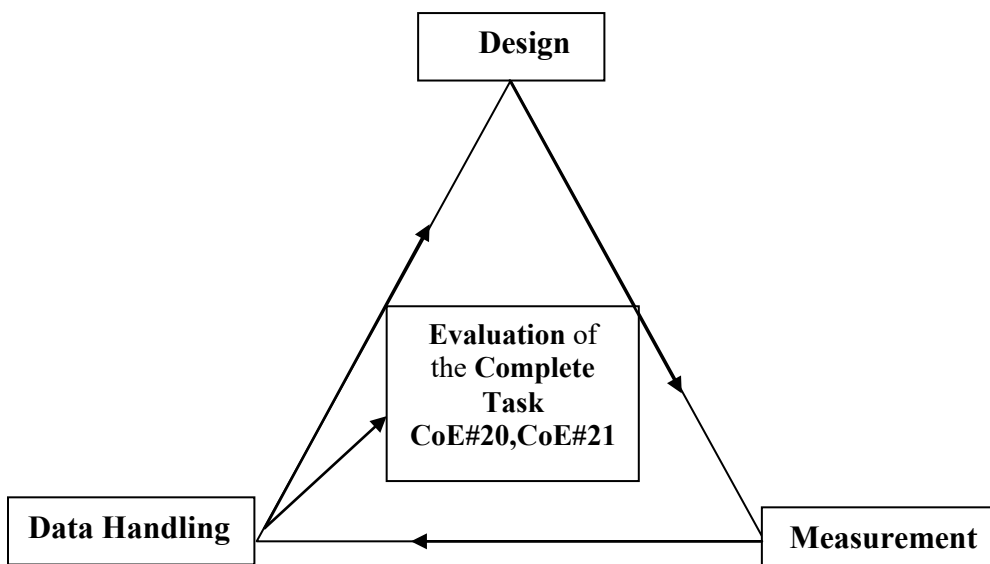 Design
Evaluation of
the Complete
Task
CoE#20,CoE#21
Data Handling
Measurement